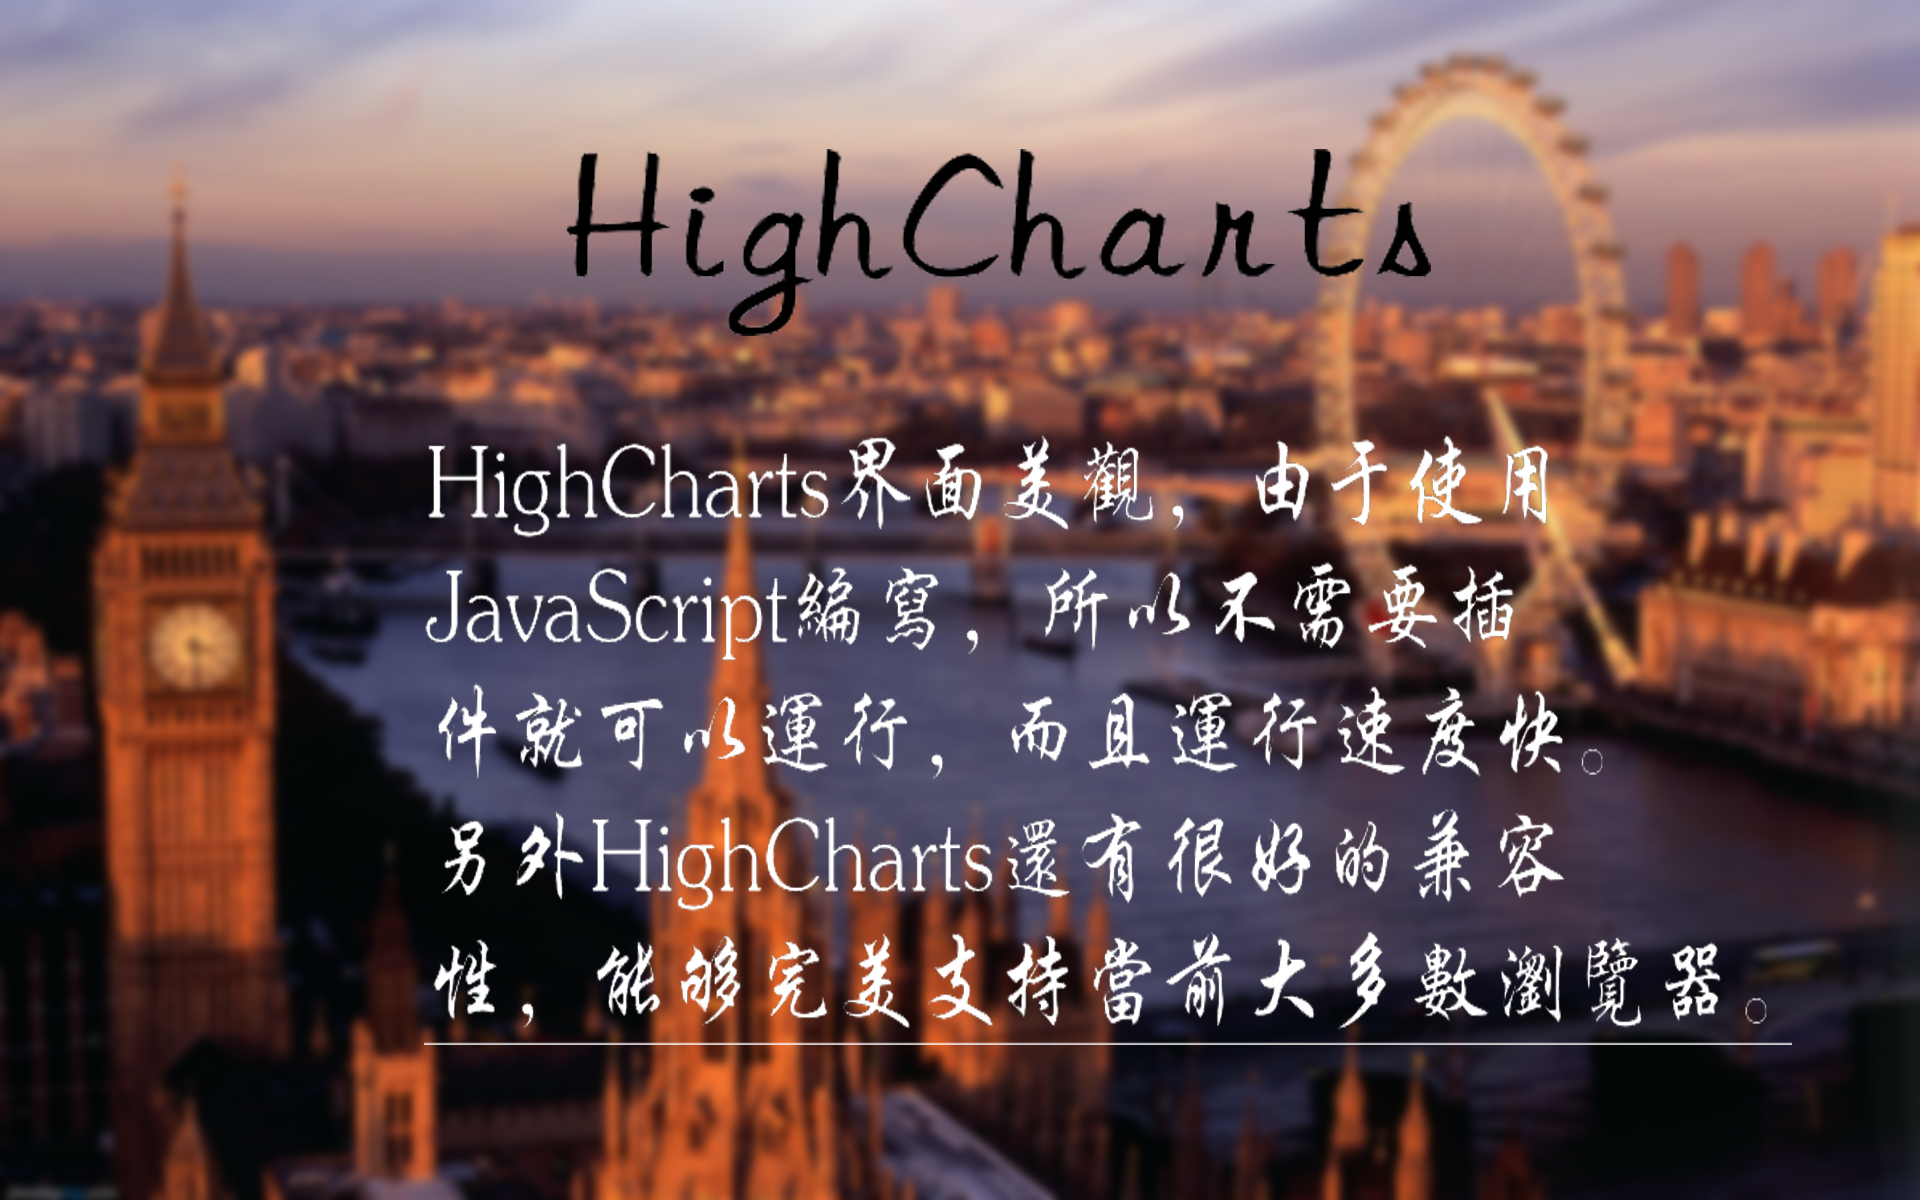 HighCharts
HighCharts界面美觀，由于使用
JavaScript編寫，所以不需要插
件就可以運行，而且運行速度快。
另外HighCharts還有很好的兼容
性，能够完美支持當前大多數瀏覽器。